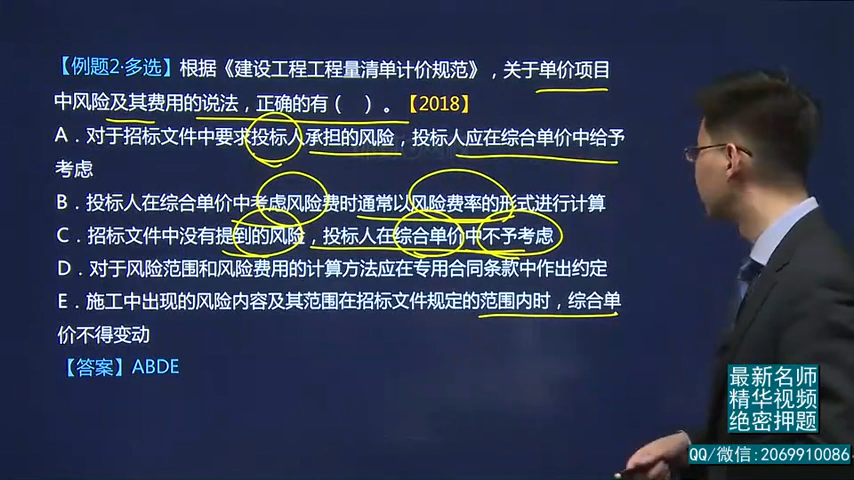 【例题2·多选】根据《建设工程工程量清单计价规范》，关于单价项目
中风险及其费用的说法，正确的有（ ）。【2018】
A．对于招标文件中要求投标人承担的风险，投标人应在综合单价中给予
考虑
B．投标人在综合单价中考虑风险费时通常以风险费率的形式进行计算
C．招标文件中没有提到的风险，投标人在综合单价中不予考虑
D．对于风险范围和风险费用的计算方法应在专用合同条款中作出约定
E．施工中出现的风险内容及其范围在招标文件规定的范围内时，综合单
价不得变动
【答案】ABDE
最新名师
精华视频
绝密押题
QQ/微信:2069910086